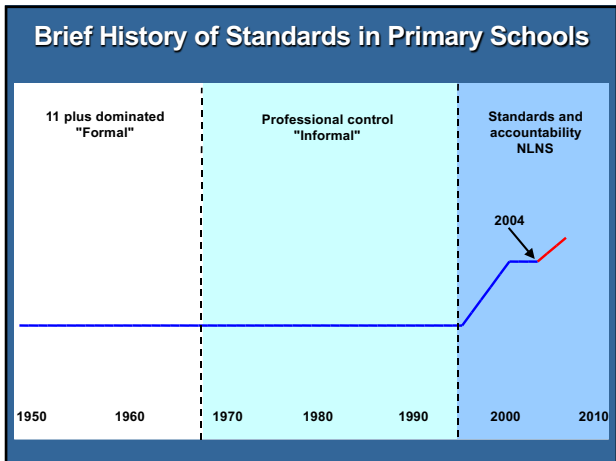 Brief History of Standards in Primary Schools
11 plus dominated
"Formal"
Professional control
"Informal"
Standards and
accountability
NLNS
2004
1950 1960 1970 1980 1990 2000 2010